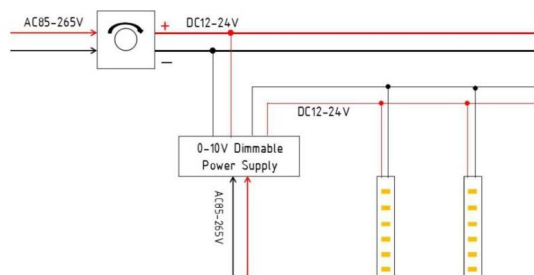 AC85-265V
+
DC12-24V
−
DC12-24V
0-10V Dimmable
Power Supply
AC85-265V